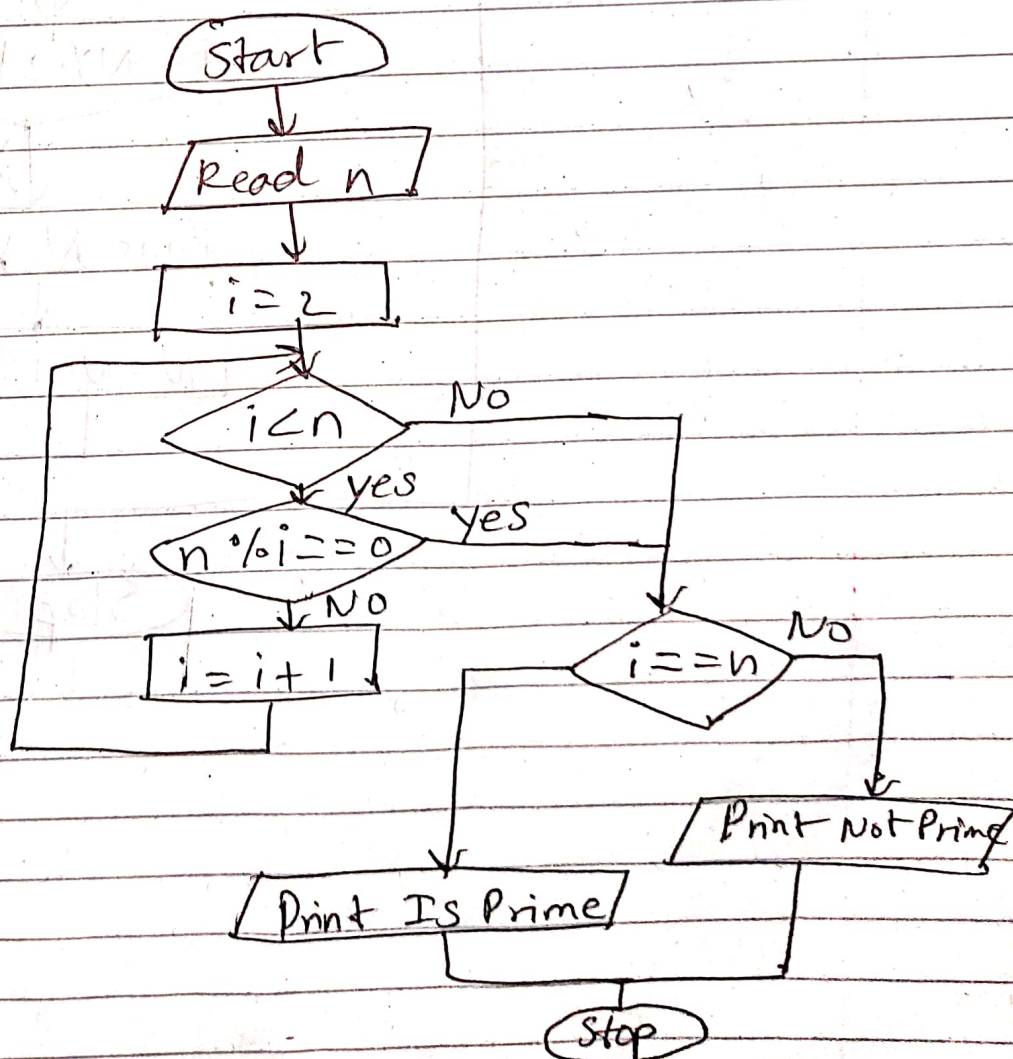 Start
Read n
i = 2
i<n
No
yes
n%i==0
yes
No
i = i+1
i==n
No
Print Not Prime
Print Is Prime
Stop